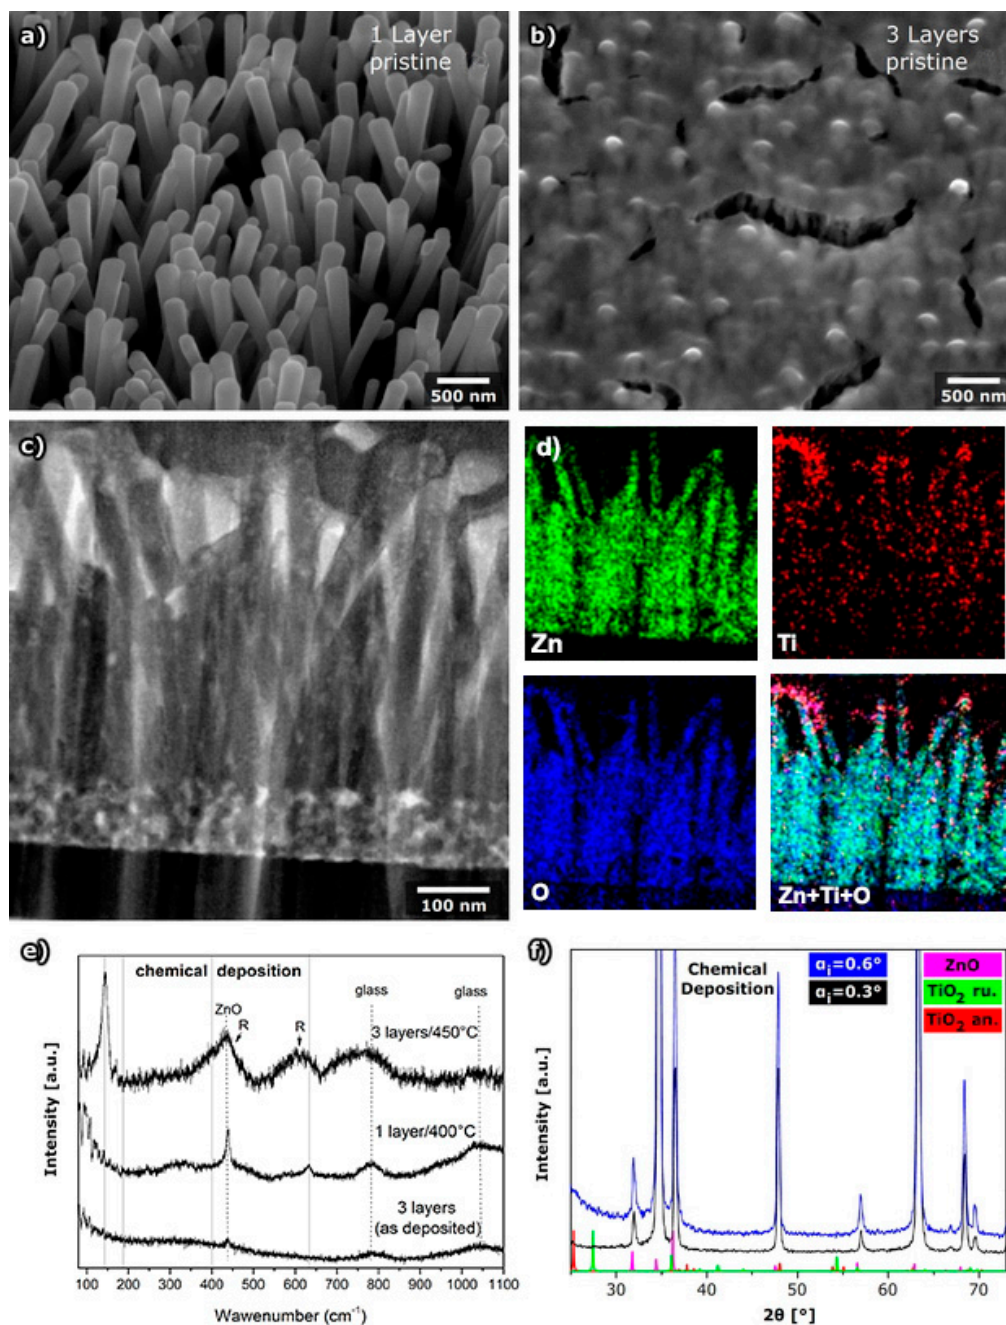 a)
1 Layer
pristine
500 nm
b)
3 Layers
pristine
500 nm
c)
100 nm
d)
Zn
Ti
O
Zn+Ti+O
e)
chemical deposition
ZnO
R
R
glass
glass
3 layers/450°C
1 layer/400°C
3 layers
(as deposited)
Intensity [a.u.]
100 200 300 400 500 600 700 800 900 1000 1100
Wawenumber (cm⁻¹)
f)
Chemical
Deposition
αᵢ=0.6°
αᵢ=0.3°
ZnO
TiO₂ ru.
TiO₂ an.
Intensity [a.u.]
30 40 50 60 70
2θ [°]